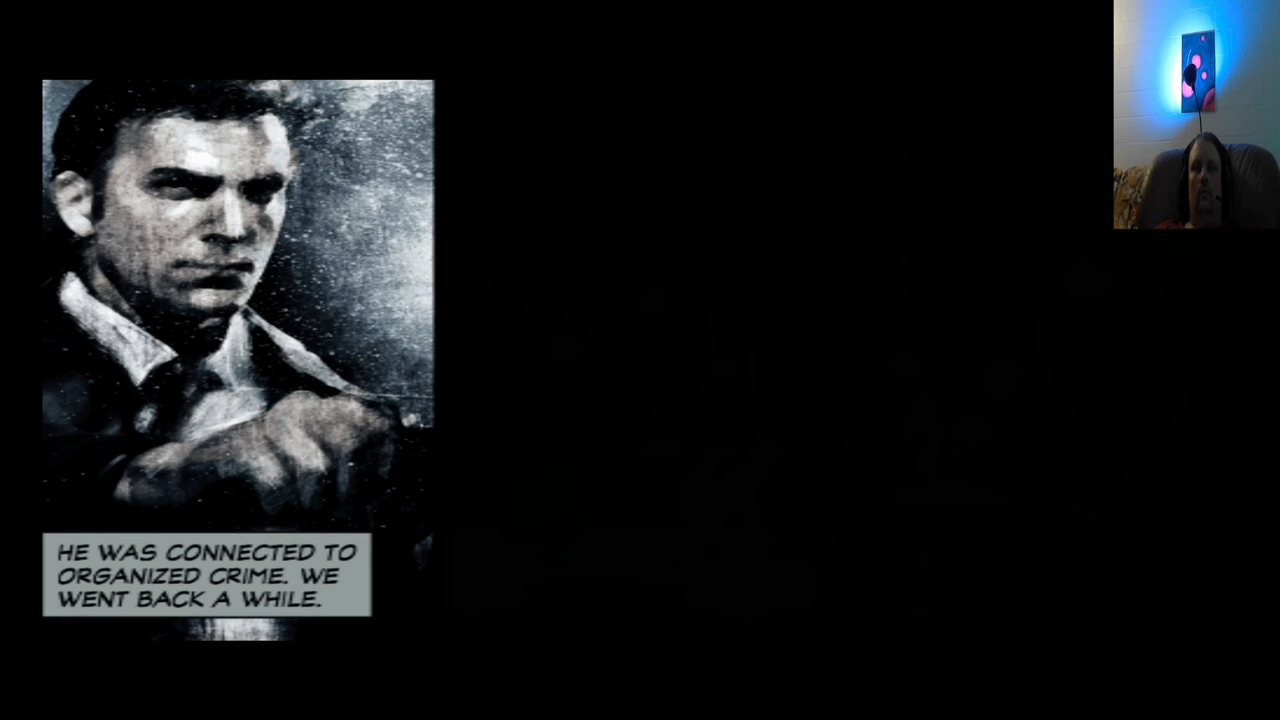 HE WAS CONNECTED TO
ORGANIZED CRIME. WE
WENT BACK A WHILE.